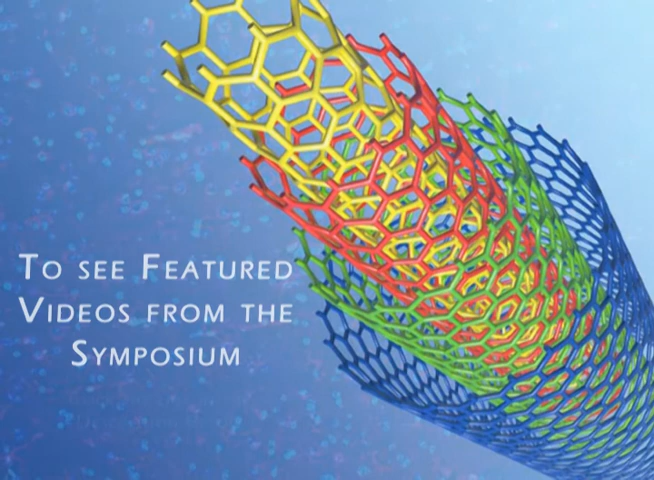 To see Featured
Videos from the
Symposium